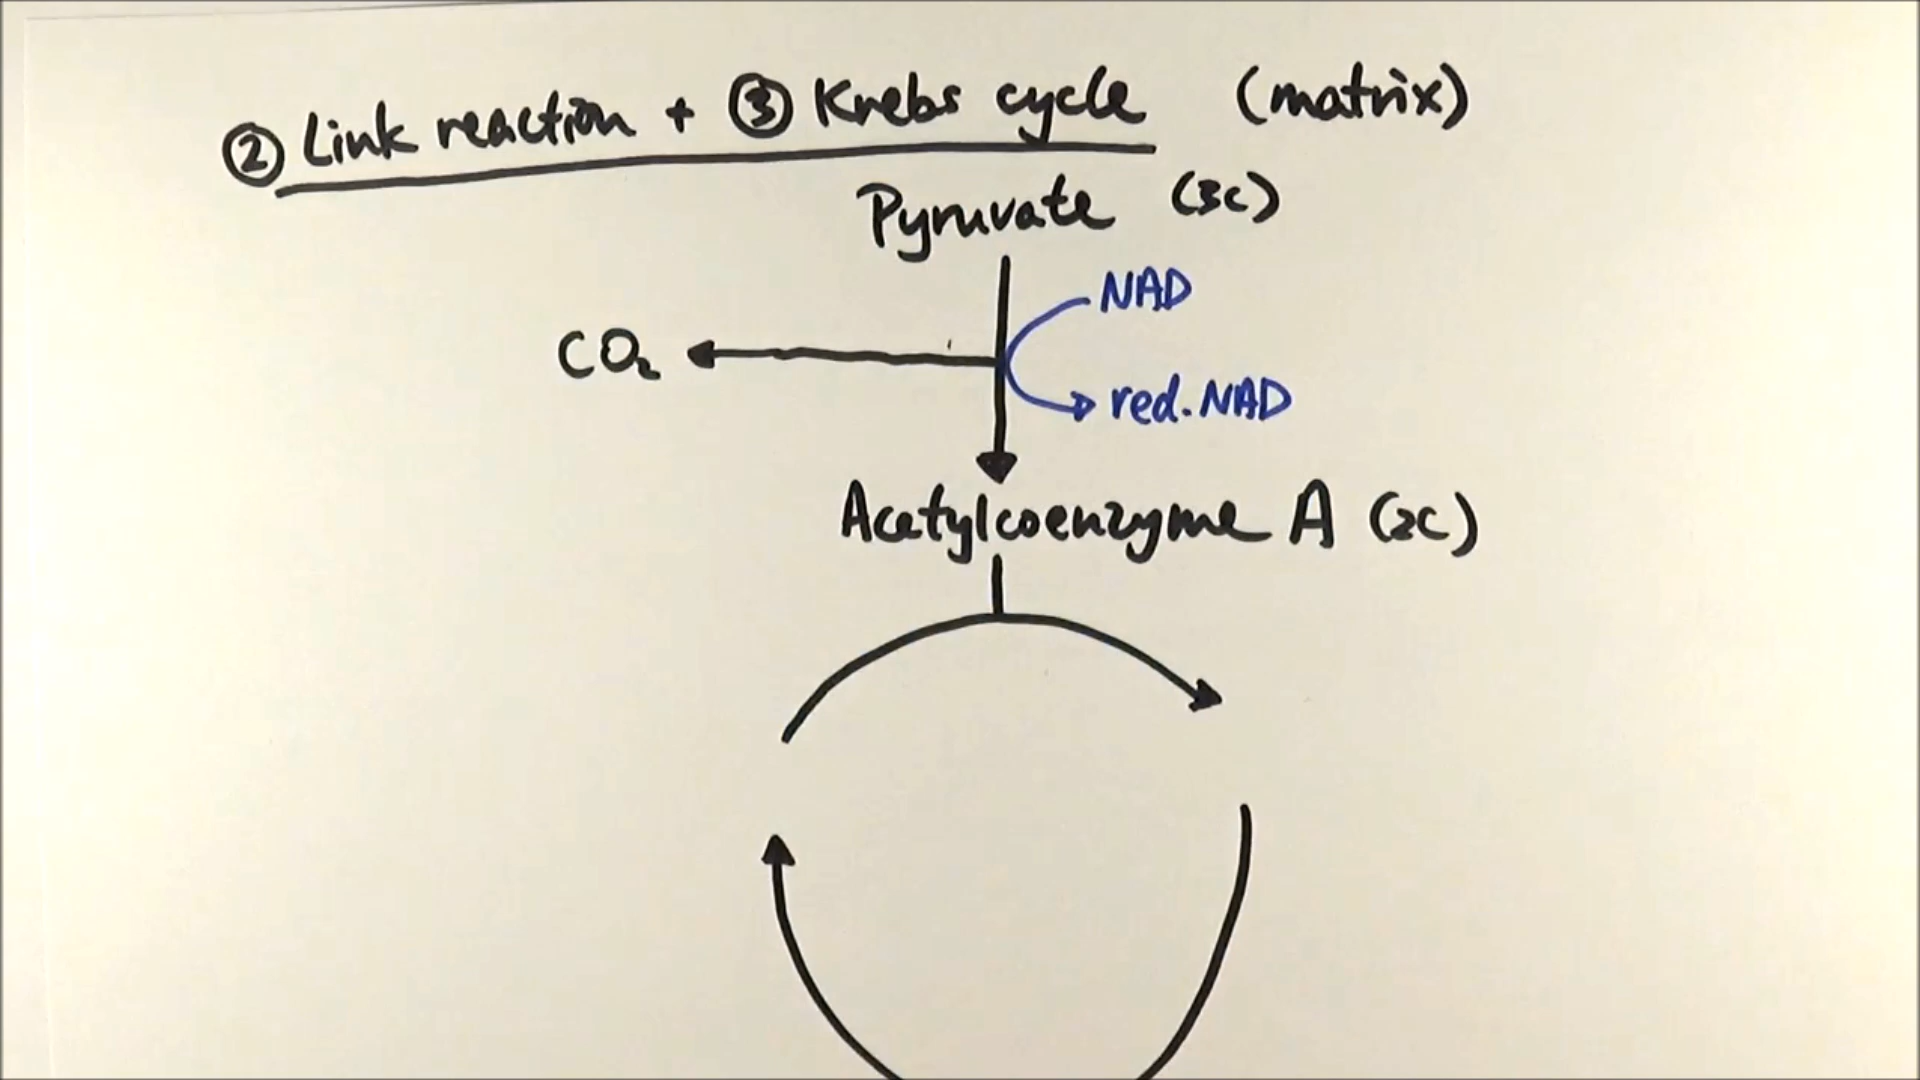 ② Link reaction + ③ Krebs cycle (matrix)
Pyruvate (3C)
NAD
CO₂
red.NAD
Acetylcoenzyme A (2C)